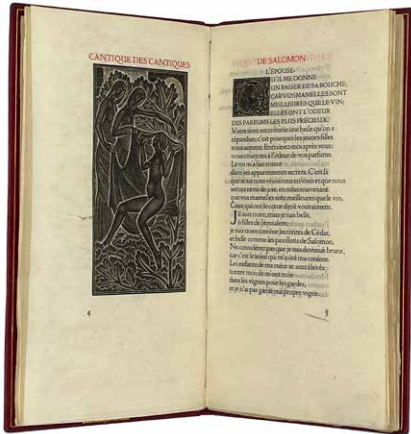 CANTIQUE DES CANTIQUES
4
DE SALOMON
L'ÉPOUSE.
QU'IL ME DONNE
UN BAISER DE SA BOUCHE;
CAR VOS MAMELLES SONT
MEILLEURES QUE LE VIN;
ELLES ONT L'ODEUR
DES PARFUMS LES PLUS PRÉCIEUX.
Votre nom est comme une huile qu'on a
répandue; c'est pourquoi les jeunes filles
vous aiment. Entraînez-moi après vous:
nous courrons à l'odeur de vos parfums.
Le roi m'a fait entrer
dans ses appartements secrets. C'est là
que nous nous réjouirons en vous et que nous
serons ravis de joie, en nous souvenant
que vos mamelles sont meilleures que le vin.
Ceux qui ont le cœur droit vous aiment.
Je suis noire, mais je suis belle,
ô filles de Jérusalem:
je suis noire comme les tentes de Cédar,
et belle comme les pavillons de Salomon.
Ne considérez pas que je suis devenue brune,
car c'est le soleil qui m'a ôté ma couleur.
Les enfants de ma mère se sont élevés
contre moi: ils m'ont mise
dans les vignes pour les garder,
et je n'ai pas gardé ma propre vigne.
5